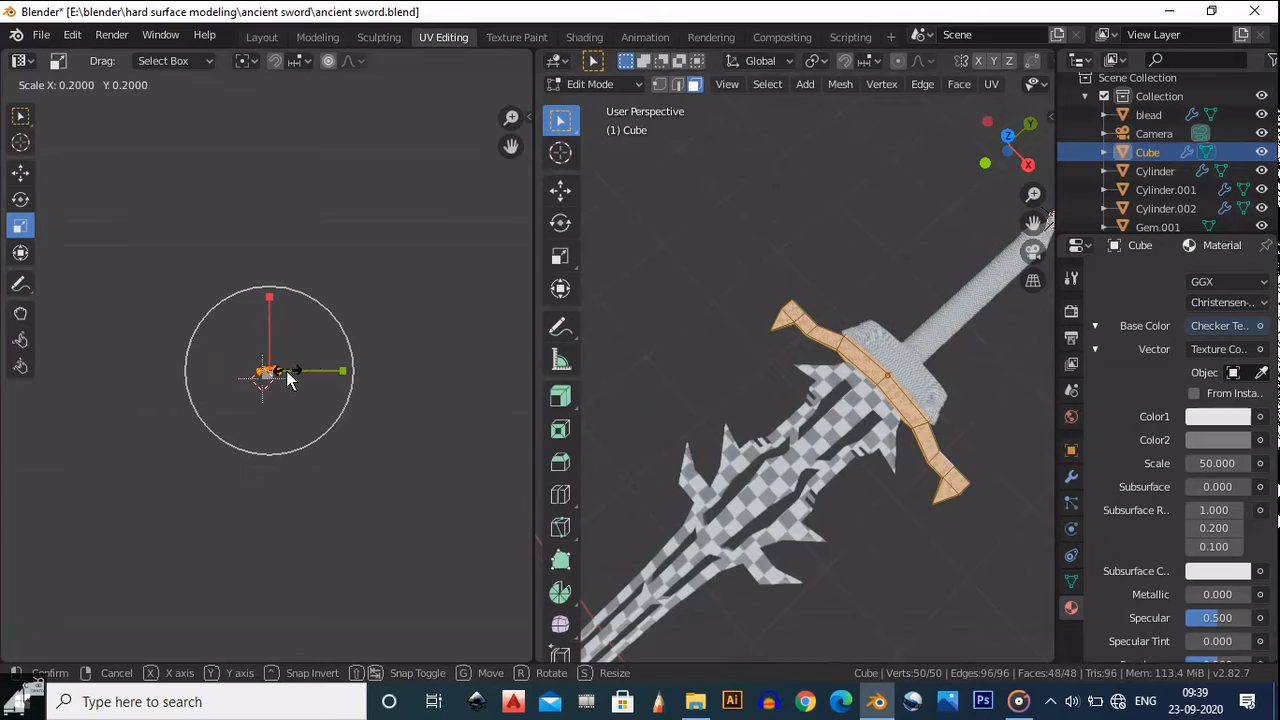 Blender* [E:\blender\hard surface modeling\ancient sword\ancient sword.blend]
File Edit Render Window Help Layout Modeling Sculpting UV Editing Texture Paint Shading Animation Rendering Compositing Scripting + Scene View Layer
Drag: Select Box Global X Y Z
Scale X: 0.2000 Y: 0.2000
Edit Mode View Select Add Mesh Vertex Edge Face UV
Scene Collection
Collection
blead
Camera
Cube
Cylinder
Cylinder.001
Cylinder.002
Gem.001
User Perspective
(1) Cube
Z Y X
Cube Material
GGX
Christensen-..
Base Color Checker Te..
Vector Texture Co..
Objec
From Insta..
Color1
Color2
Scale 50.000
Subsurface 0.000
Subsurface R.. 1.000
0.200
0.100
Subsurface C..
Metallic 0.000
Specular 0.500
Specular Tint 0.000
Confirm Cancel X X axis Y Y axis Snap Invert Snap Toggle G Move R Rotate S Resize Cube | Verts:50/50 | Edges:96/96 | Faces:48/48 | Tris:96 | Mem: 113.4 MiB | v2.82.7
Type here to search Ai Ps ENG 09:39
23-09-2020